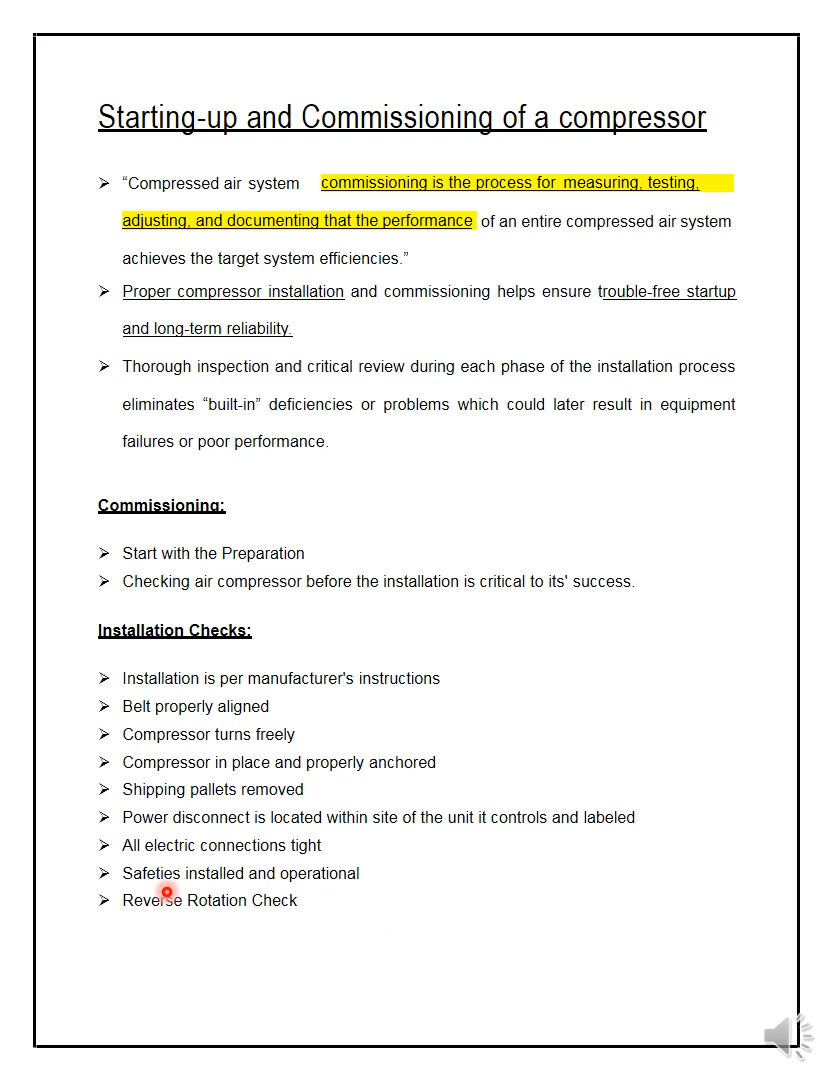 Starting-up and Commissioning of a compressor
➢ “Compressed air system commissioning is the process for measuring, testing,
adjusting, and documenting that the performance of an entire compressed air system
achieves the target system efficiencies.”
➢ Proper compressor installation and commissioning helps ensure trouble-free startup
and long-term reliability.
➢ Thorough inspection and critical review during each phase of the installation process
eliminates “built-in” deficiencies or problems which could later result in equipment
failures or poor performance.
Commissioning:
➢ Start with the Preparation
➢ Checking air compressor before the installation is critical to its' success.
Installation Checks:
➢ Installation is per manufacturer's instructions
➢ Belt properly aligned
➢ Compressor turns freely
➢ Compressor in place and properly anchored
➢ Shipping pallets removed
➢ Power disconnect is located within site of the unit it controls and labeled
➢ All electric connections tight
➢ Safeties installed and operational
➢ Reverse Rotation Check